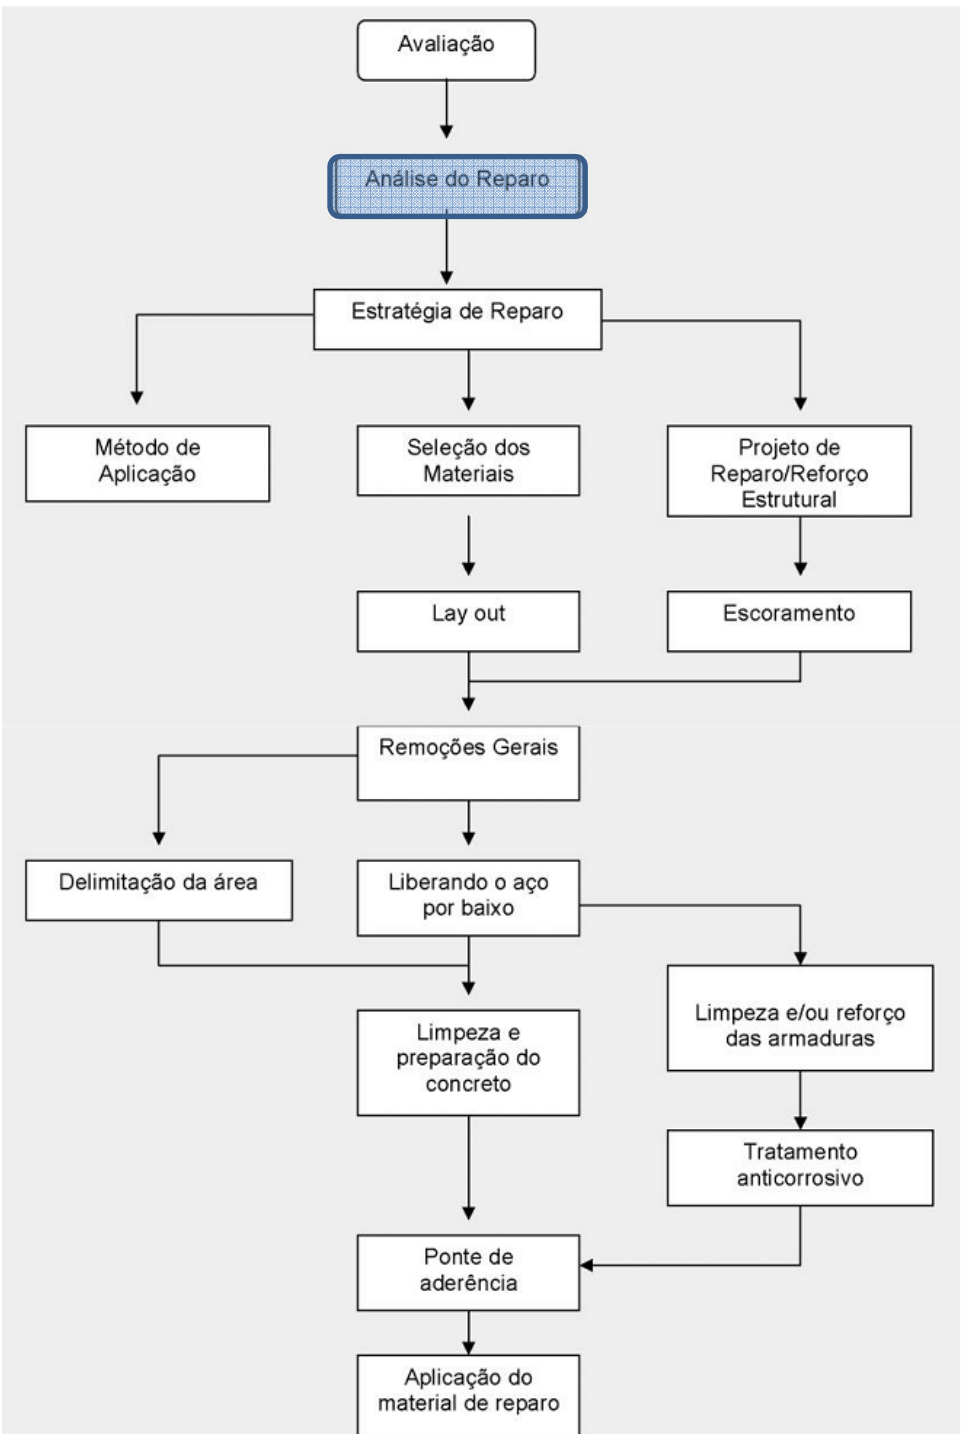 Avaliação
Análise do Reparo
Estratégia de Reparo
Método de
Aplicação
Seleção dos
Materiais
Projeto de
Reparo/Reforço
Estrutural
Lay out
Escoramento
Remoções Gerais
Delimitação da área
Liberando o aço
por baixo
Limpeza e/ou reforço
das armaduras
Limpeza e
preparação do
concreto
Tratamento
anticorrosivo
Ponte de
aderência
Aplicação do
material de reparo